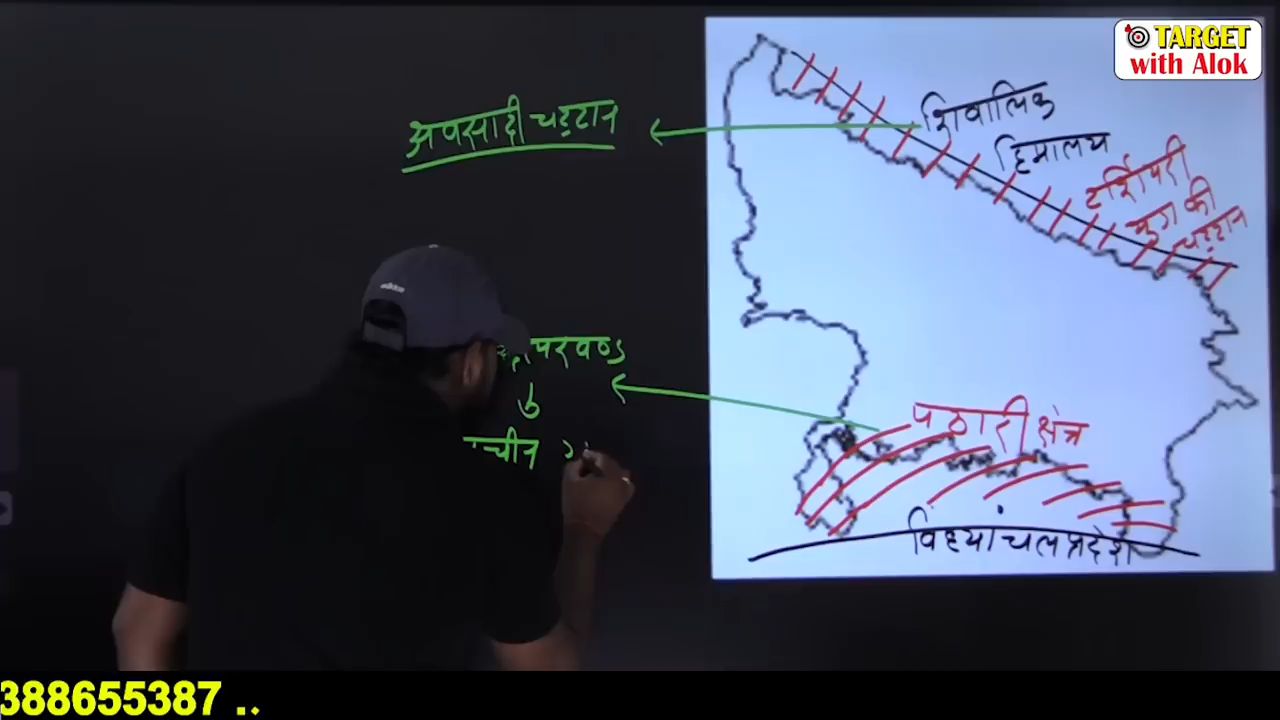 TARGET
with Alok
अवसादी चट्टान
शिवालिक
हिमालय
टर्शियरी
युग की
चट्टान
पठारी क्षेत्र
विंध्यांचल प्रदेश
388655387 ..